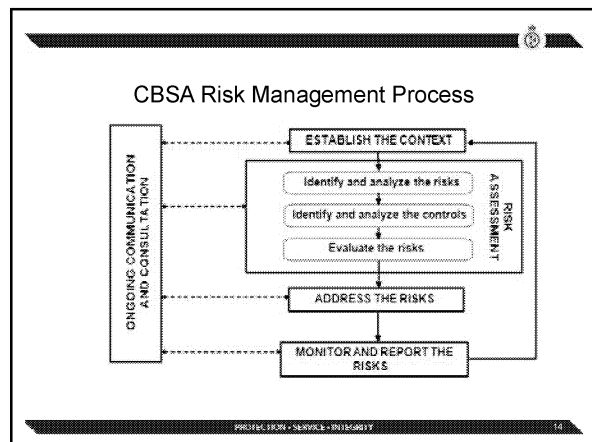 CBSA Risk Management Process
ONGOING COMMUNICATION
AND CONSULTATION
ESTABLISH THE CONTEXT
Identify and analyze the risks
Identify and analyze the controls
Evaluate the risks
RISK
ASSESSMENT
ADDRESS THE RISKS
MONITOR AND REPORT THE
RISKS
PROTECTION • SERVICE • INTEGRITY
14